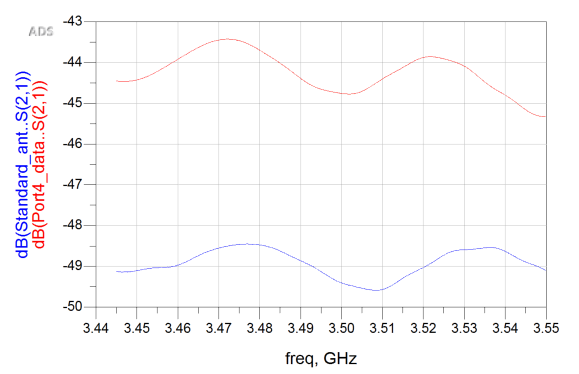 ADS
dB(Standard_ant..S(2,1))
dB(Port4_data..S(2,1))
-43
-44
-45
-46
-47
-48
-49
-50
3.44 3.45 3.46 3.47 3.48 3.49 3.50 3.51 3.52 3.53 3.54 3.55
freq, GHz